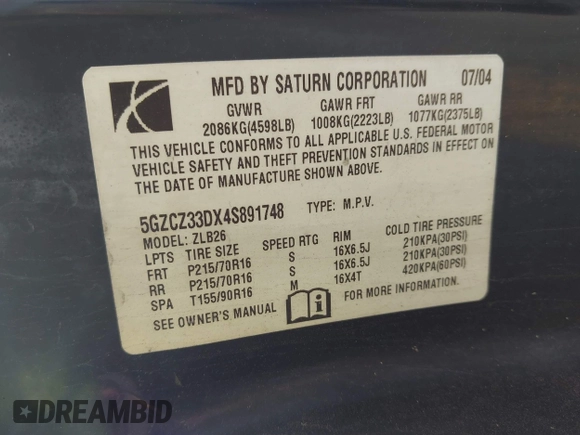 MFD BY SATURN CORPORATION 07/04
GVWR GAWR FRT GAWR RR
2086KG(4598LB) 1008KG(2223LB) 1077KG(2375LB)
THIS VEHICLE CONFORMS TO ALL APPLICABLE U.S. FEDERAL MOTOR
VEHICLE SAFETY AND THEFT PREVENTION STANDARDS IN EFFECT ON
THE DATE OF MANUFACTURE SHOWN ABOVE.
5GZCZ33DX4S891748 TYPE: M.P.V.
MODEL: ZLB26
LPTS TIRE SIZE SPEED RTG RIM COLD TIRE PRESSURE
FRT P215/70R16 S 16X6.5J 210KPA(30PSI)
RR P215/70R16 S 16X6.5J 210KPA(30PSI)
SPA T155/90R16 M 16X4T 420KPA(60PSI)
SEE OWNER'S MANUAL FOR MORE INFORMATION.
DREAMBID